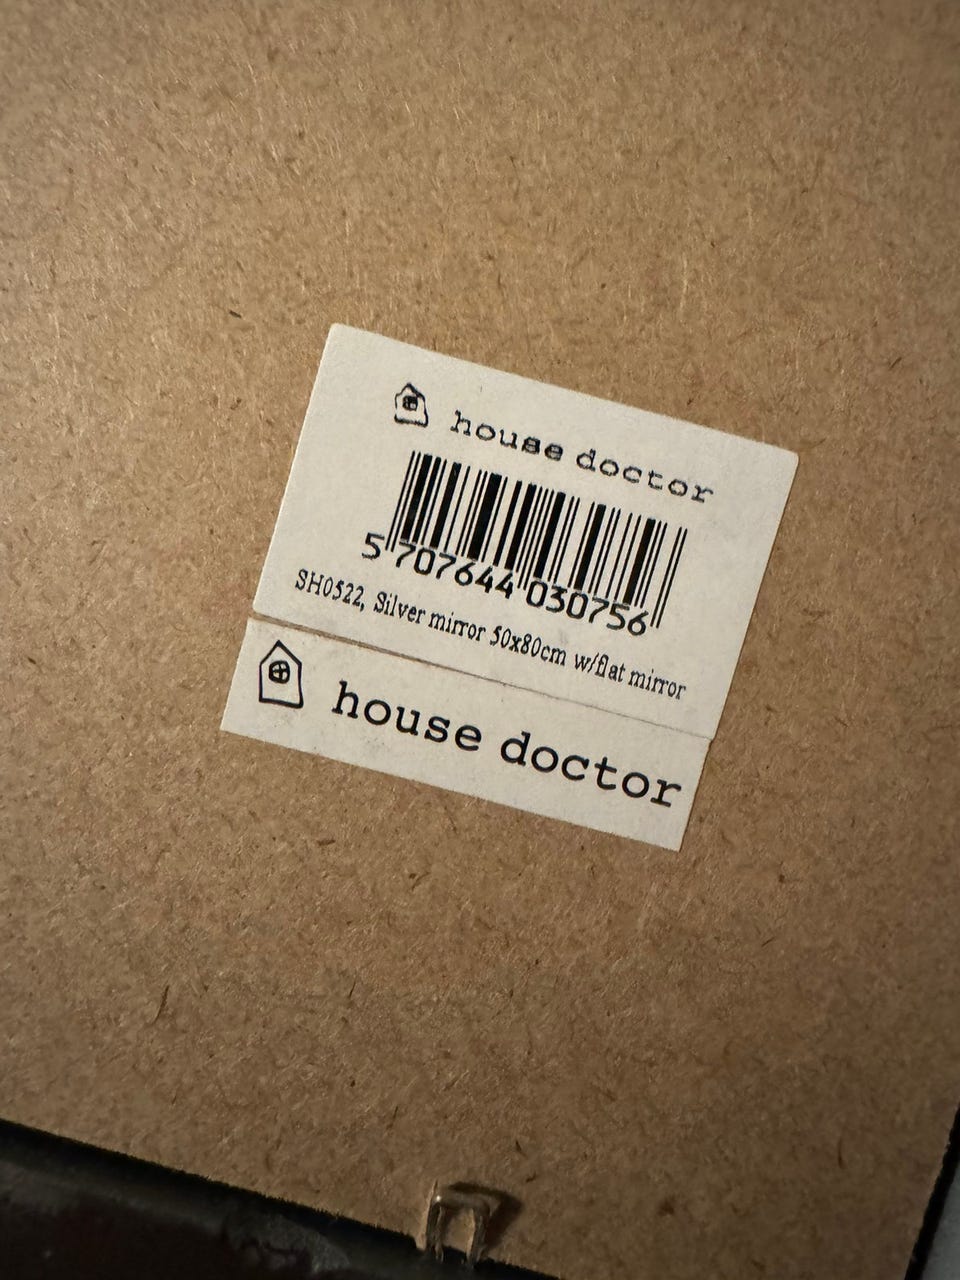 house doctor
5 707644 030756
SH0522, Silver mirror 50x80cm w/flat mirror
house doctor